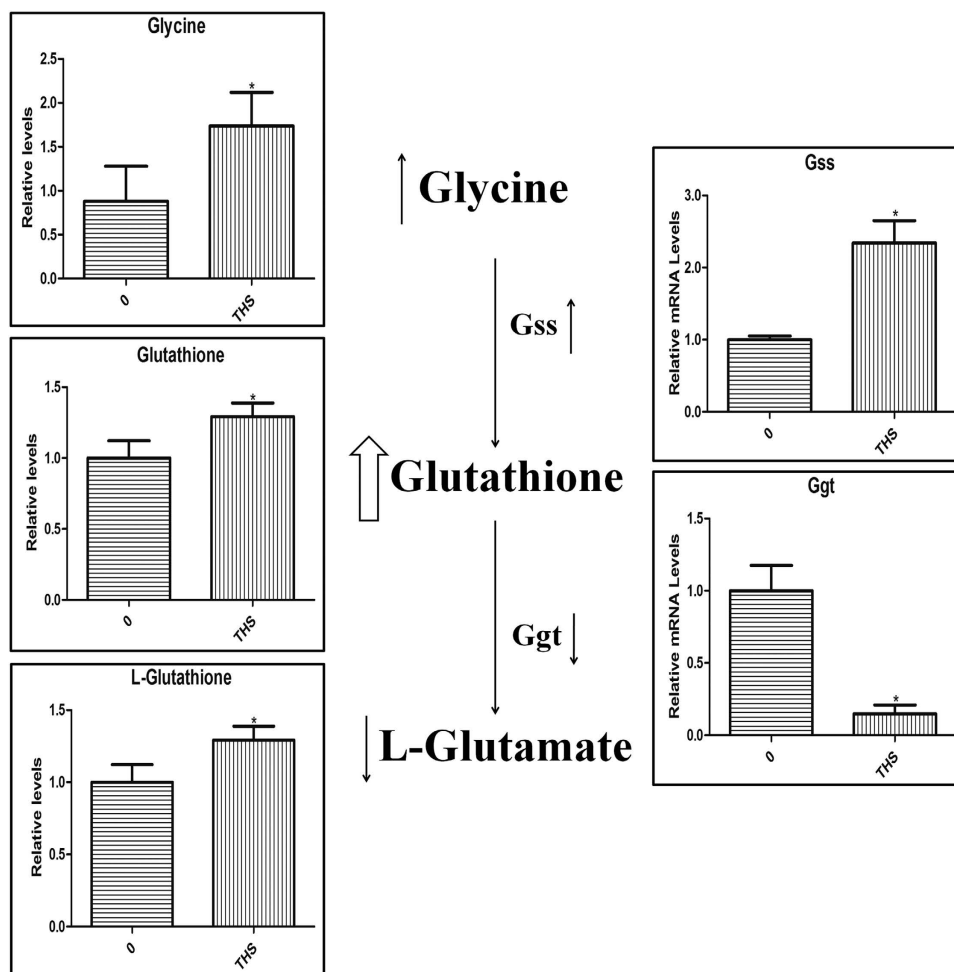 Glycine
Relative levels
2.5
2.0
1.5
1.0
0.5
0.0
0
THS
*
Glutathione
Relative levels
1.5
1.0
0.5
0.0
0
THS
*
L-Glutathione
Relative levels
1.5
1.0
0.5
0.0
0
THS
*
Glycine
Gss
Glutathione
Ggt
L-Glutamate
Gss
Relative mRNA Levels
3.0
2.0
1.0
0.0
0
THS
*
Ggt
Relative mRNA Levels
1.5
1.0
0.5
0.0
0
THS
*